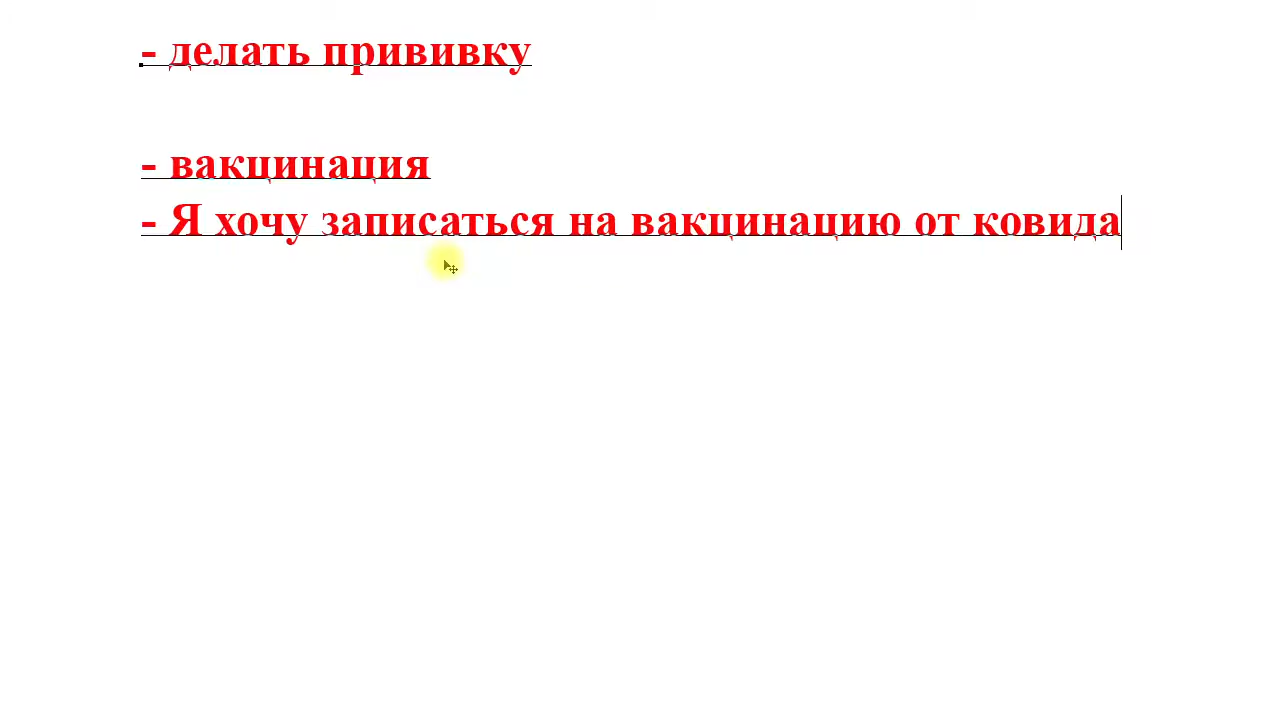 - делать прививку
- вакцинация
- Я хочу записаться на вакцинацию от ковида